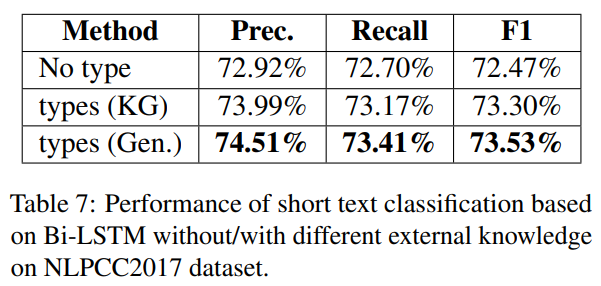 Method Prec. Recall F1
No type 72.92% 72.70% 72.47%
types (KG) 73.99% 73.17% 73.30%
types (Gen.) 74.51% 73.41% 73.53%
Table 7: Performance of short text classification based
on Bi-LSTM without/with different external knowledge
on NLPCC2017 dataset.